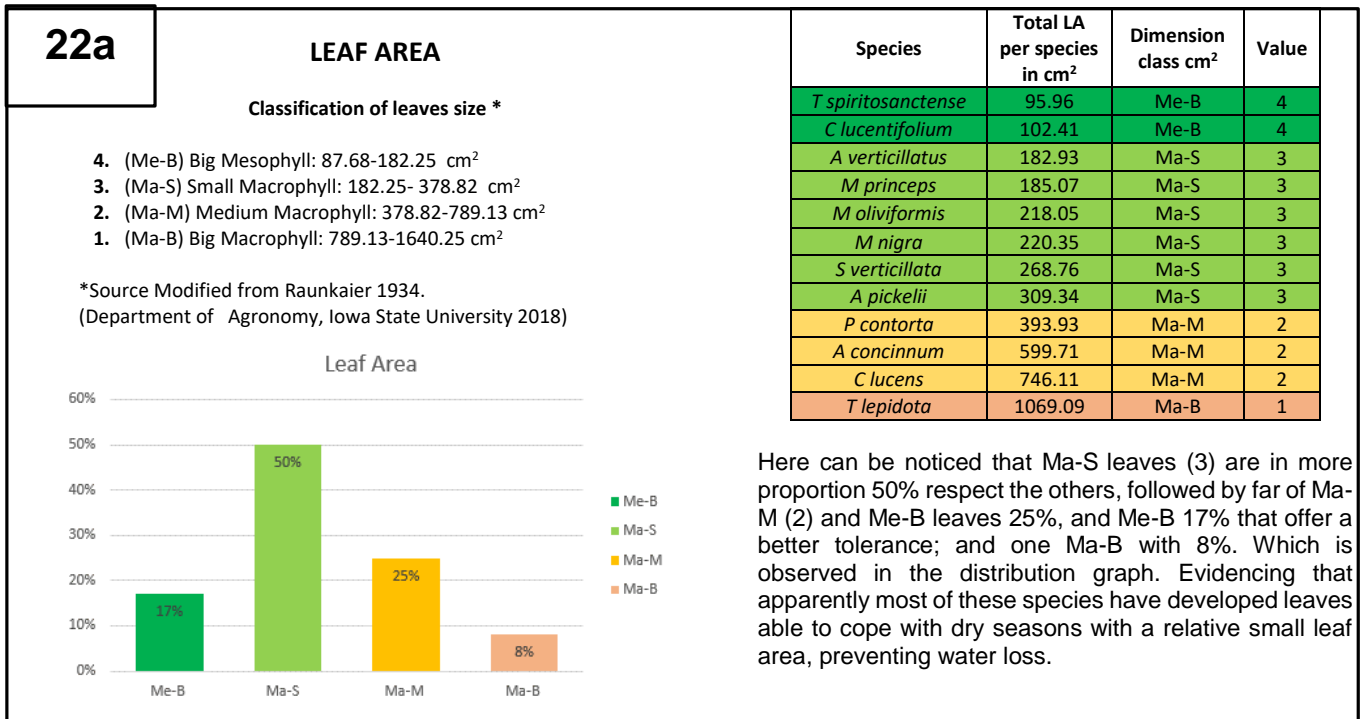 22a
LEAF AREA
Classification of leaves size *
4. (Me-B) Big Mesophyll: 87.68-182.25 cm²
3. (Ma-S) Small Macrophyll: 182.25- 378.82 cm²
2. (Ma-M) Medium Macrophyll: 378.82-789.13 cm²
1. (Ma-B) Big Macrophyll: 789.13-1640.25 cm²
*Source Modified from Raunkaier 1934.
(Department of Agronomy, Iowa State University 2018)
Leaf Area
60%
50%
40%
30%
20%
10%
0%
17%
50%
25%
8%
Me-B
Ma-S
Ma-M
Ma-B
Me-B
Ma-S
Ma-M
Ma-B
Species Total LA per species in cm² Dimension class cm² Value
T spiritosanctense 95.96 Me-B 4
C lucentifolium 102.41 Me-B 4
A verticillatus 182.93 Ma-S 3
M princeps 185.07 Ma-S 3
M oliviformis 218.05 Ma-S 3
M nigra 220.35 Ma-S 3
S verticillata 268.76 Ma-S 3
A pickelii 309.34 Ma-S 3
P contorta 393.93 Ma-M 2
A concinnum 599.71 Ma-M 2
C lucens 746.11 Ma-M 2
T lepidota 1069.09 Ma-B 1
Here can be noticed that Ma-S leaves (3) are in more
proportion 50% respect the others, followed by far of Ma-
M (2) and Me-B leaves 25%, and Me-B 17% that offer a
better tolerance; and one Ma-B with 8%. Which is
observed in the distribution graph. Evidencing that
apparently most of these species have developed leaves
able to cope with dry seasons with a relative small leaf
area, preventing water loss.